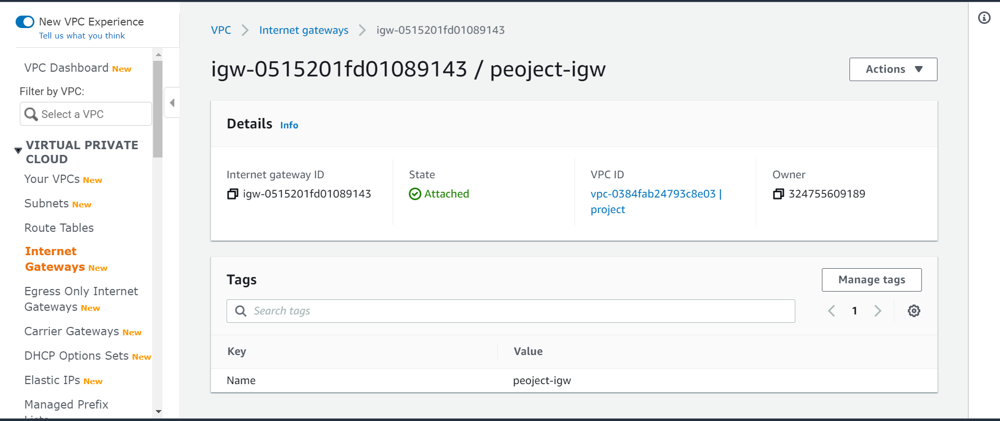 New VPC Experience
Tell us what you think
VPC Dashboard New
Filter by VPC:
Select a VPC
VIRTUAL PRIVATE
CLOUD
Your VPCs New
Subnets New
Route Tables
Internet
Gateways New
Egress Only Internet
Gateways New
Carrier Gateways New
DHCP Options Sets New
Elastic IPs New
Managed Prefix
VPC > Internet gateways > igw-0515201fd01089143
igw-0515201fd01089143 / peoject-igw
Actions
Details Info
Internet gateway ID
igw-0515201fd01089143
State
Attached
VPC ID
vpc-0384fab24793c8e03 |
project
Owner
324755609189
Tags
Manage tags
Search tags
1
Key Value
Name peoject-igw